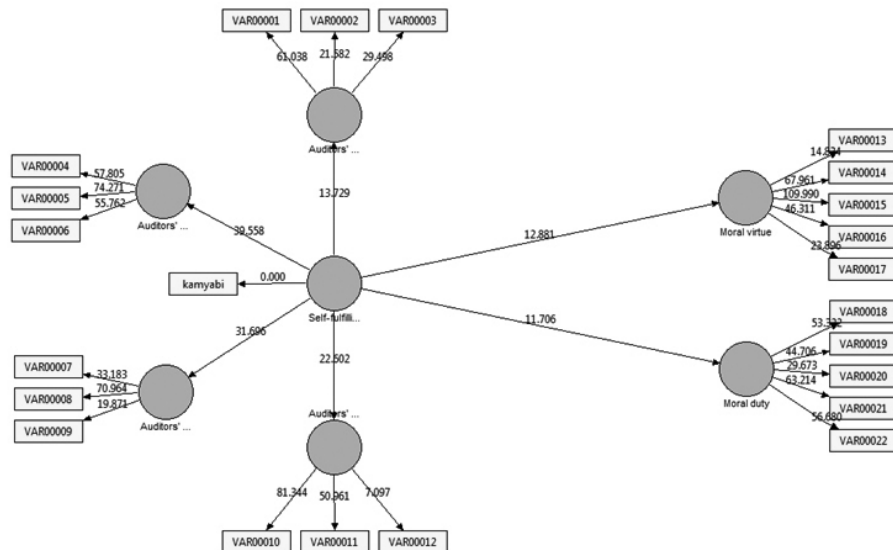 VAR00001 VAR00002 VAR00003
61.038 21.582 29.498
Auditors' ...
VAR00004
VAR00005
VAR00006
57.805
74.271
55.762
Auditors' ...
13.729
39.558
VAR00013
VAR00014
VAR00015
VAR00016
VAR00017
67.961
109.990
46.311
23.896
Moral virtue
12.881
kamyabi
0.000
Self-fulfilli...
11.706
31.696
22.502
VAR00007
VAR00008
VAR00009
33.183
70.964
19.871
Auditors' ...
Auditors' ...
VAR00018
VAR00019
VAR00020
VAR00021
VAR00022
44.706
29.673
63.214
56.680
Moral duty
81.344 50.961 7.097
VAR00010 VAR00011 VAR00012